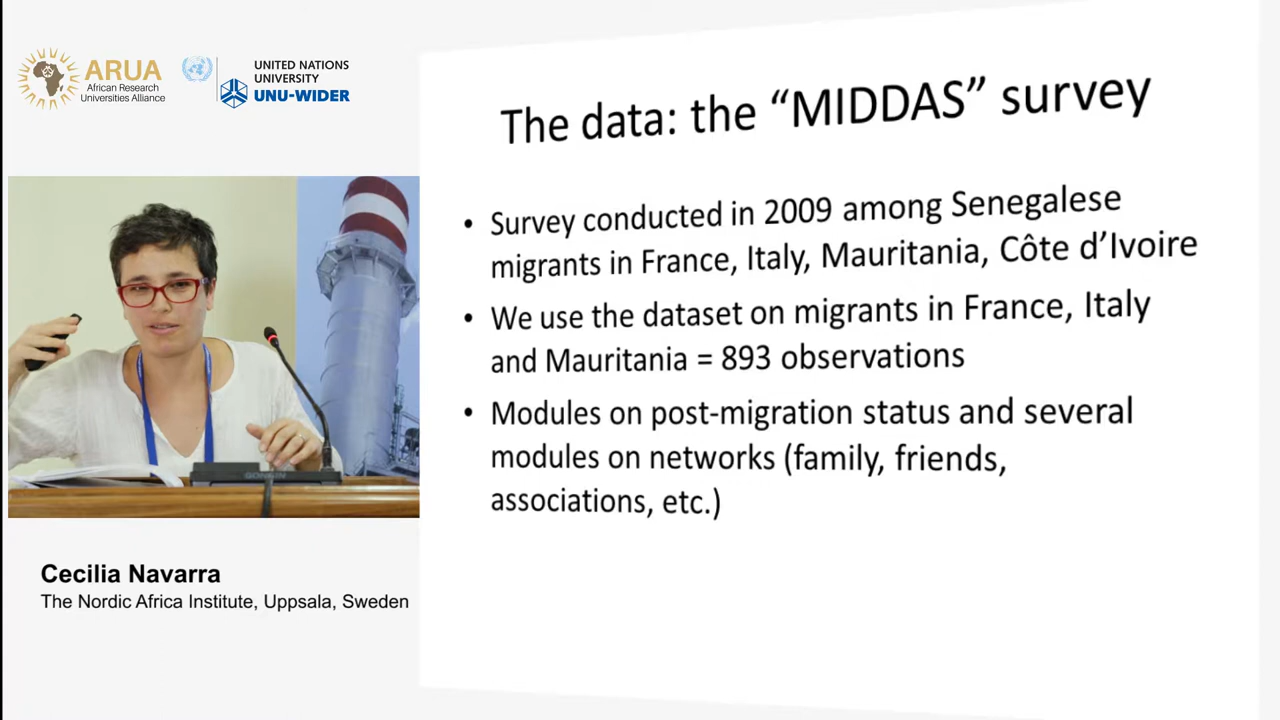 ARUA
African Research
Universities Alliance
UNITED NATIONS
UNIVERSITY
UNU-WIDER
The data: the “MIDDAS” survey
• Survey conducted in 2009 among Senegalese
migrants in France, Italy, Mauritania, Côte d’Ivoire
• We use the dataset on migrants in France, Italy
and Mauritania = 893 observations
• Modules on post-migration status and several
modules on networks (family, friends,
associations, etc.)
Cecilia Navarra
The Nordic Africa Institute, Uppsala, Sweden